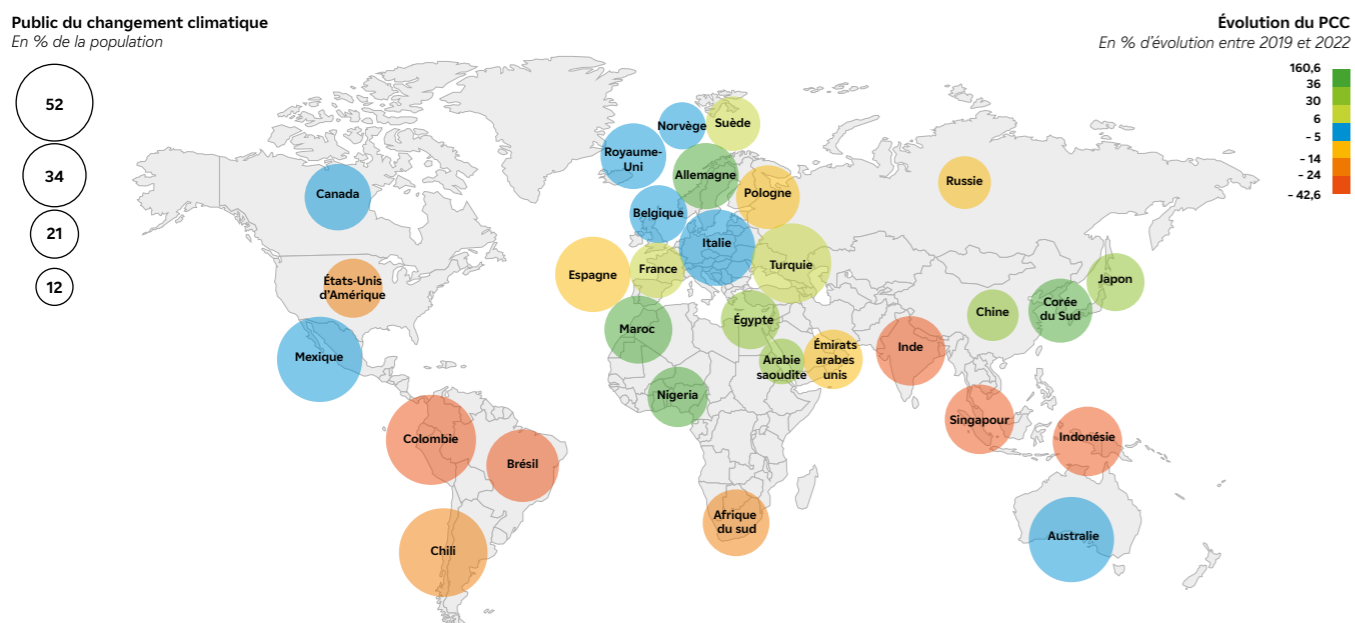 Public du changement climatique
En % de la population
52
34
21
12
Évolution du PCC
En % d’évolution entre 2019 et 2022
160,6
36
30
6
- 5
- 14
- 24
- 42,6
Norvège
Suède
Royaume-
Uni
Allemagne
Canada
Pologne
Russie
Belgique
Italie
Espagne
France
Turquie
États-Unis
d’Amérique
Japon
Chine
Corée
du Sud
Maroc
Égypte
Mexique
Arabie
saoudite
Émirats
arabes
unis
Inde
Nigeria
Colombie
Singapour
Indonésie
Brésil
Afrique
du sud
Australie
Chili